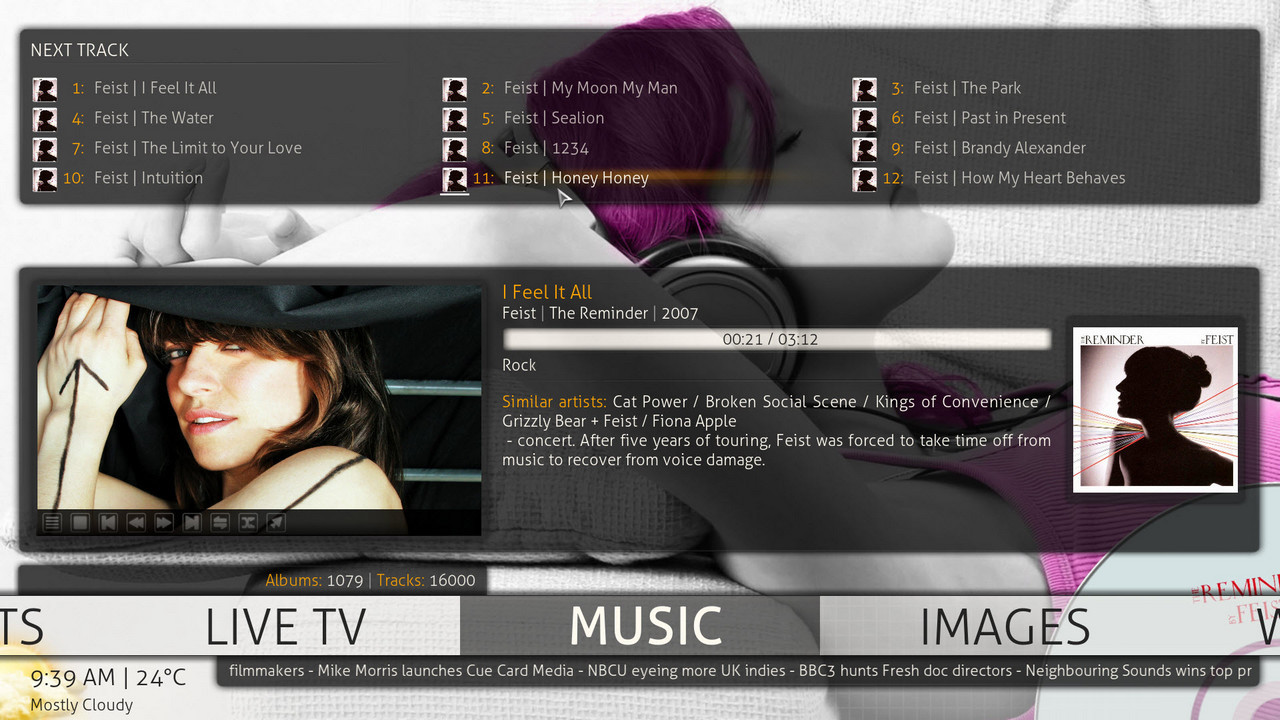 NEXT TRACK
1: Feist | I Feel It All
2: Feist | My Moon My Man
3: Feist | The Park
4: Feist | The Water
5: Feist | Sealion
6: Feist | Past in Present
7: Feist | The Limit to Your Love
8: Feist | 1234
9: Feist | Brandy Alexander
10: Feist | Intuition
11: Feist | Honey Honey
12: Feist | How My Heart Behaves
I Feel It All
Feist | The Reminder | 2007
00:21 / 03:12
Rock
Similar artists: Cat Power / Broken Social Scene / Kings of Convenience /
Grizzly Bear + Feist / Fiona Apple
- concert. After five years of touring, Feist was forced to take time off from
music to recover from voice damage.
THE REMINDER BY FEIST
Albums: 1079 | Tracks: 16000
TS LIVE TV MUSIC IMAGES W
THE REMIN
BY FEIS
filmmakers - Mike Morris launches Cue Card Media - NBCU eyeing more UK indies - BBC3 hunts Fresh doc directors - Neighbouring Sounds wins top pr
9:39 AM | 24°C
Mostly Cloudy